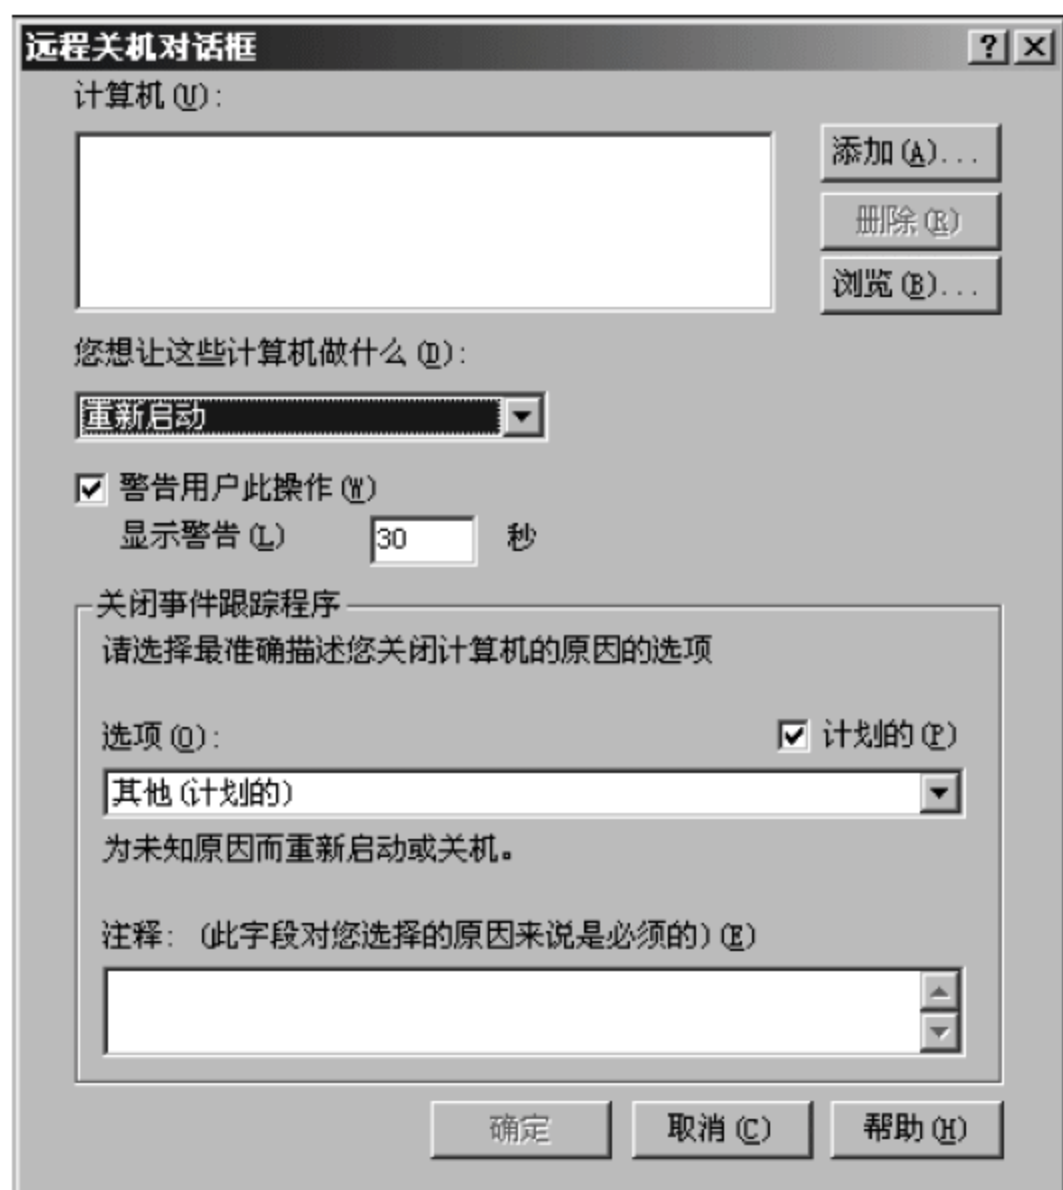 远程关机对话框
计算机(U):
添加(A)...
删除(R)
浏览(B)...
您想让这些计算机做什么(D):
重新启动
警告用户此操作(W)
显示警告(L) 30 秒
关闭事件跟踪程序
请选择最准确描述您关闭计算机的原因的选项
选项(O): 计划的(P)
其他(计划的)
为未知原因而重新启动或关机。
注释: (此字段对您选择的原因来说是必须的)(E)
确定 取消(C) 帮助(H)